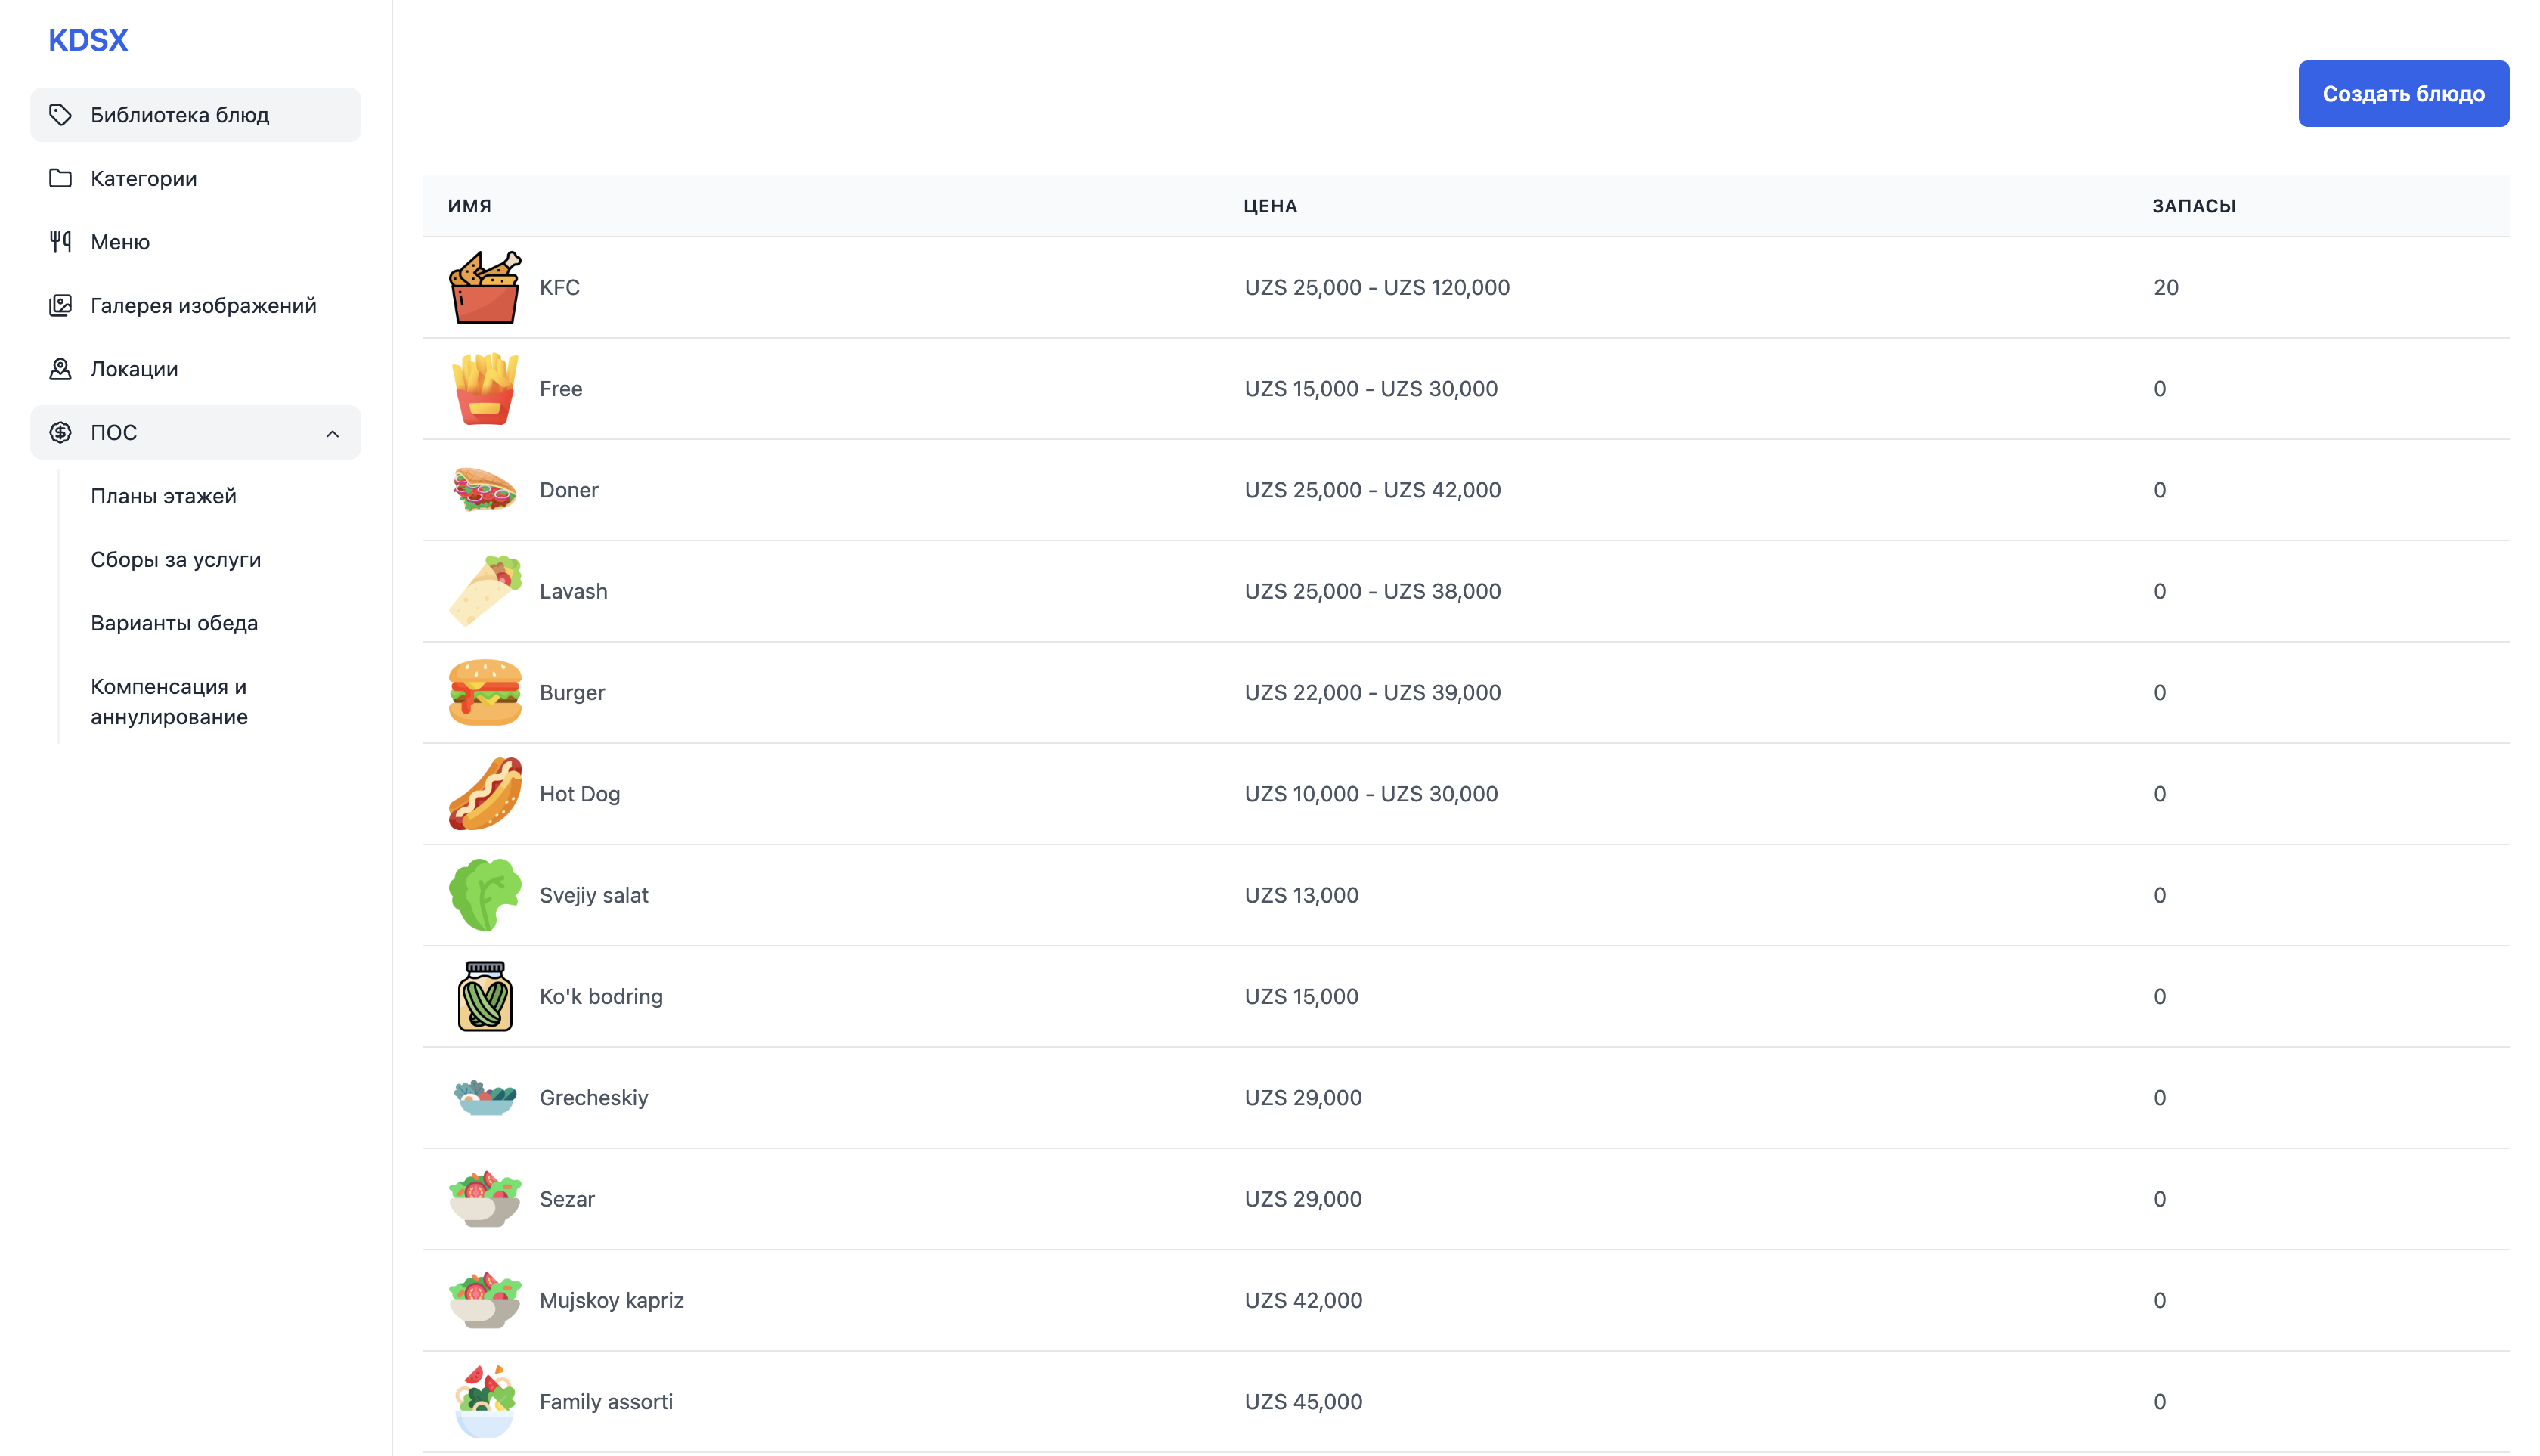 KDSX
Библиотека блюд
Категории
Меню
Галерея изображений
Локации
ПОС
Планы этажей
Сборы за услуги
Варианты обеда
Компенсация и
аннулирование
Создать блюдо
ИМЯ ЦЕНА ЗАПАСЫ
KFC UZS 25,000 - UZS 120,000 20
Free UZS 15,000 - UZS 30,000 0
Doner UZS 25,000 - UZS 42,000 0
Lavash UZS 25,000 - UZS 38,000 0
Burger UZS 22,000 - UZS 39,000 0
Hot Dog UZS 10,000 - UZS 30,000 0
Svejiy salat UZS 13,000 0
Ko'k bodring UZS 15,000 0
Grecheskiy UZS 29,000 0
Sezar UZS 29,000 0
Mujskoy kapriz UZS 42,000 0
Family assorti UZS 45,000 0